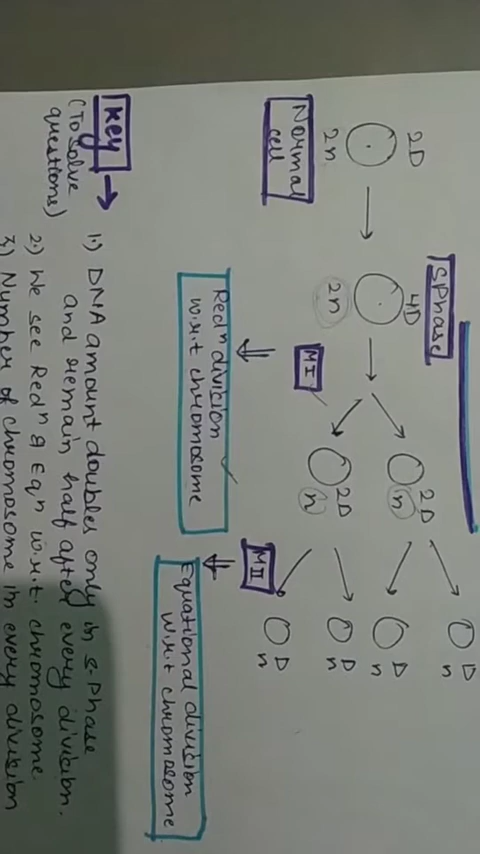 S Phase
2D
4D
2D
D
n
D
2n
2n
n
n
Normal
cell
MI
2D
D
n
n
D
n
MII
Redⁿ division
w.r.t chromosome
Equational division
w.r.t chromosome
Key
(To solve
questions)
1.) DNA amount doubles only in s-phase
and remain half after every division.
2.) We see Redⁿ & Eqⁿ w.r.t. chromosome.
3.) Number of chromosome in every division